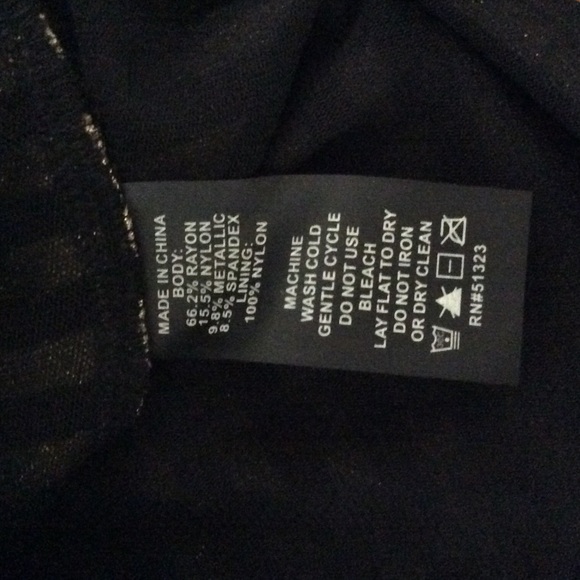 MADE IN CHINA
BODY:
66.2% RAYON
15.5% NYLON
9.8% METALLIC
8.5% SPANDEX
LINING:
100% NYLON
MACHINE
WASH COLD
GENTLE CYCLE
DO NOT USE
BLEACH
LAY FLAT TO DRY
DO NOT IRON
OR DRY CLEAN
RN#51323